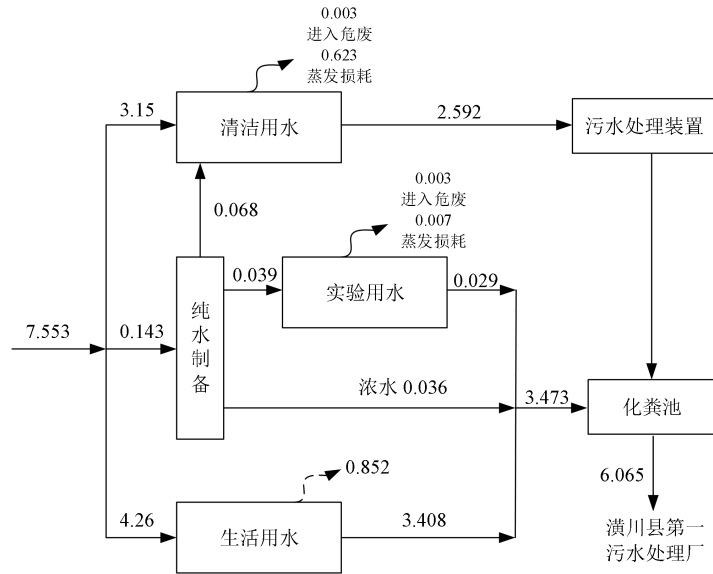 0.003
进入危废
0.623
蒸发损耗
3.15
清洁用水
2.592
污水处理装置
0.068
0.003
进入危废
0.007
蒸发损耗
0.039
实验用水
0.029
7.553
0.143
纯水制备
浓水 0.036
3.473
化粪池
0.852
6.065
4.26
生活用水
3.408
潢川县第一
污水处理厂